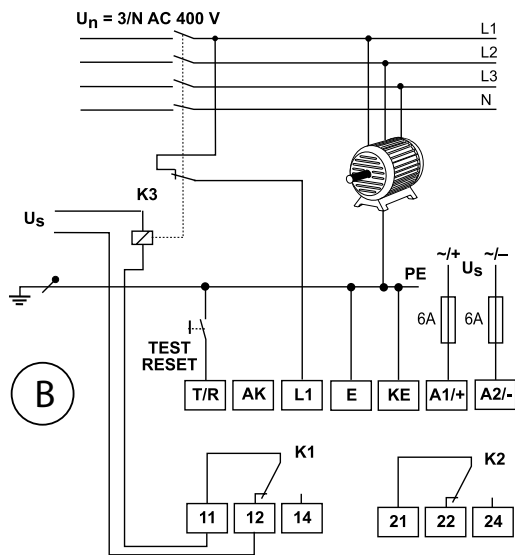 Un = 3/N AC 400 V
L1
L2
L3
N
K3
Us
~/+
~/–
Us
PE
6A
6A
TEST
RESET
B
T/R
AK
L1
E
KE
A1/+
A2/-
K1
K2
11
12
14
21
22
24